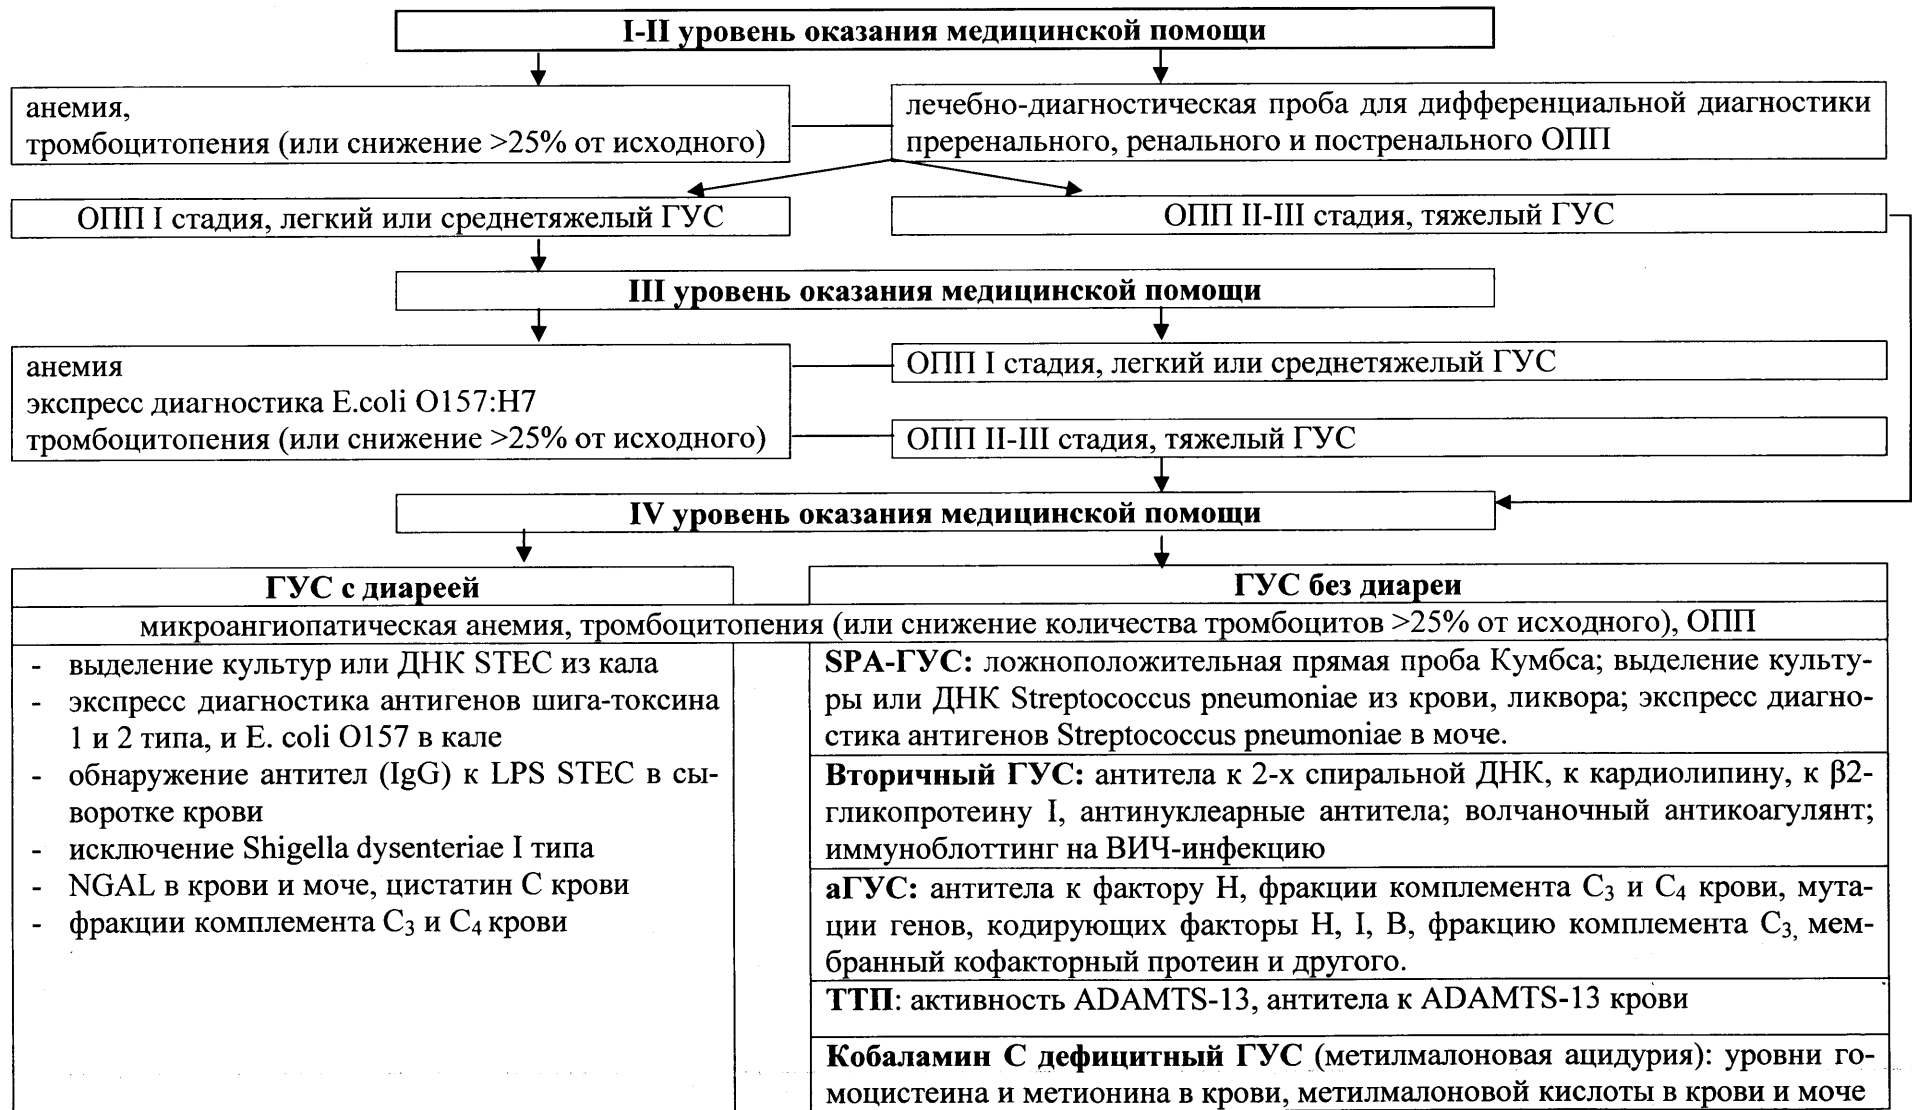 I-II уровень оказания медицинской помощи
анемия,
тромбоцитопения (или снижение >25% от исходного)
лечебно-диагностическая проба для дифференциальной диагностики
преренального, ренального и постренального ОПП
ОПП I стадия, легкий или среднетяжелый ГУС
ОПП II-III стадия, тяжелый ГУС
III уровень оказания медицинской помощи
анемия
экспресс диагностика E.coli O157:H7
тромбоцитопения (или снижение >25% от исходного)
ОПП I стадия, легкий или среднетяжелый ГУС
ОПП II-III стадия, тяжелый ГУС
IV уровень оказания медицинской помощи
ГУС с диареей
ГУС без диареи
микроангиопатическая анемия, тромбоцитопения (или снижение количества тромбоцитов >25% от исходного), ОПП
- выделение культур или ДНК STEC из кала
- экспресс диагностика антигенов шига-токсина
1 и 2 типа, и E. coli O157 в кале
- обнаружение антител (IgG) к LPS STEC в сы-
воротке крови
- исключение Shigella dysenteriae I типа
- NGAL в крови и моче, цистатин С крови
- фракции комплемента C₃ и C₄ крови
SPA-ГУС: ложноположительная прямая проба Кумбса; выделение культу-
ры или ДНК Streptococcus pneumoniae из крови, ликвора; экспресс диагно-
стика антигенов Streptococcus pneumoniae в моче.
Вторичный ГУС: антитела к 2-х спиральной ДНК, к кардиолипину, к β2-
гликопротеину I, антинуклеарные антитела; волчаночный антикоагулянт;
иммуноблоттинг на ВИЧ-инфекцию
аГУС: антитела к фактору Н, фракции комплемента C₃ и C₄ крови, мута-
ции генов, кодирующих факторы H, I, B, фракцию комплемента C₃, мем-
бранный кофакторный протеин и другого.
ТТП: активность ADAMTS-13, антитела к ADAMTS-13 крови
Кобаламин С дефицитный ГУС (метилмалоновая ацидурия): уровни го-
моцистеина и метионина в крови, метилмалоновой кислоты в крови и моче